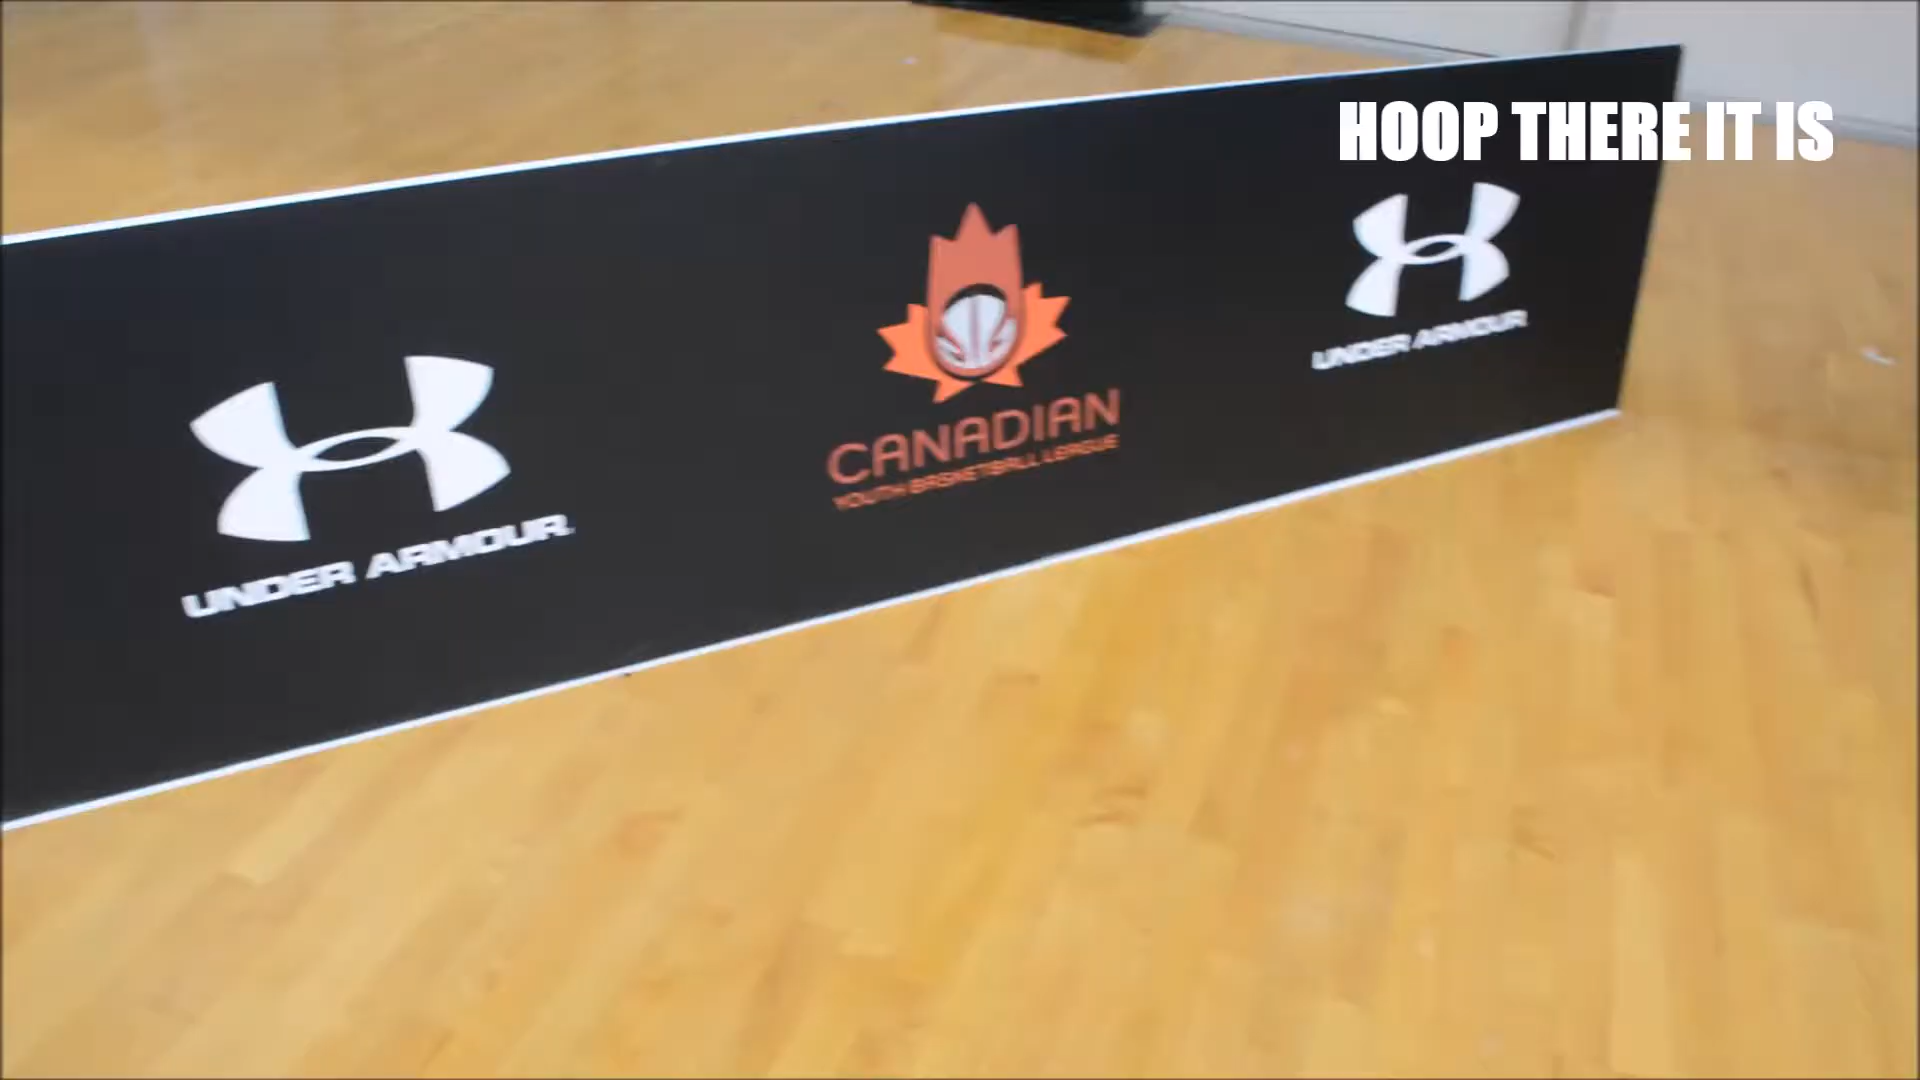 HOOP THERE IT IS
UNDER ARMOUR
CANADIAN
YOUTH BASKETBALL LEAGUE
UNDER ARMOUR